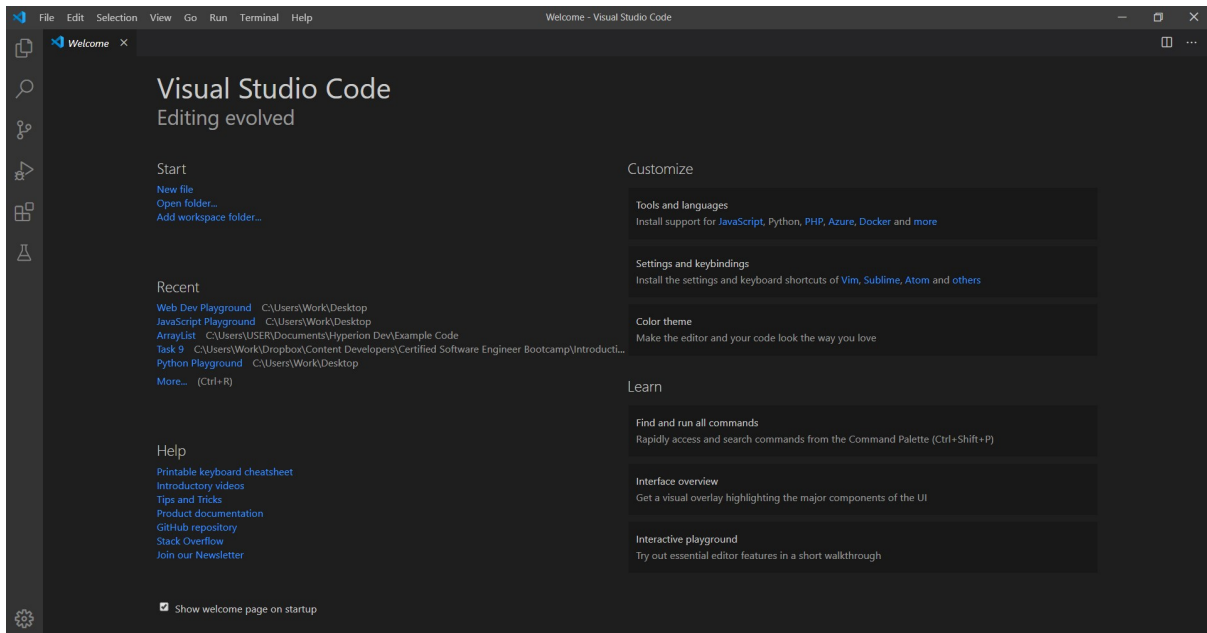 File Edit Selection View Go Run Terminal Help
Welcome - Visual Studio Code
Welcome
Visual Studio Code
Editing evolved
Start
New file
Open folder...
Add workspace folder...
Recent
Web Dev Playground C:\Users\Work\Desktop
JavaScript Playground C:\Users\Work\Desktop
ArrayList C:\Users\USER\Documents\Hyperion Dev\Example Code
Task 9 C:\Users\Work\Dropbox\Content Developers\Certified Software Engineer Bootcamp\Introducti...
Python Playground C:\Users\Work\Desktop
More... (Ctrl+R)
Help
Printable keyboard cheatsheet
Introductory videos
Tips and Tricks
Product documentation
GitHub repository
Stack Overflow
Join our Newsletter
Show welcome page on startup
Customize
Tools and languages
Install support for JavaScript, Python, PHP, Azure, Docker and more
Settings and keybindings
Install the settings and keyboard shortcuts of Vim, Sublime, Atom and others
Color theme
Make the editor and your code look the way you love
Learn
Find and run all commands
Rapidly access and search commands from the Command Palette (Ctrl+Shift+P)
Interface overview
Get a visual overlay highlighting the major components of the UI
Interactive playground
Try out essential editor features in a short walkthrough